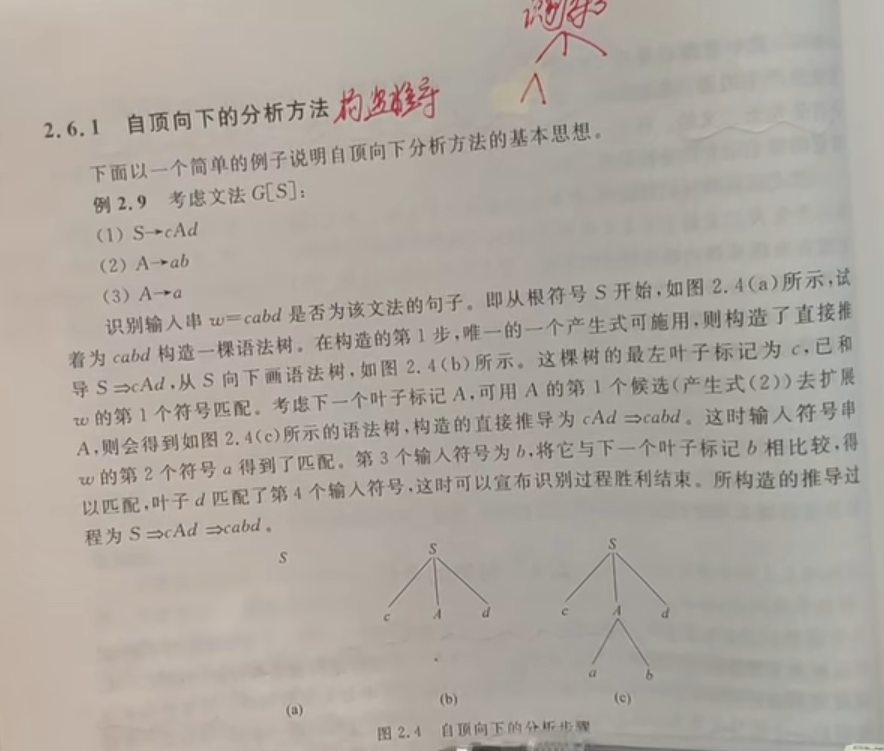 2.6.1 自顶向下的分析方法 构造推导
下面以一个简单的例子说明自顶向下分析方法的基本思想。
例 2.9 考虑文法 G[S]:
(1) S→cAd
(2) A→ab
(3) A→a
识别输入串 w=cabd 是否为该文法的句子。即从根符号 S 开始,如图 2.4(a)所示,试
着为 cabd 构造一棵语法树。在构造的第 1 步,唯一的一个产生式可施用,则构造了直接推
导 S⇒cAd,从 S 向下画语法树,如图 2.4(b)所示。这棵树的最左叶子标记为 c,已和
w 的第 1 个符号匹配。考虑下一个叶子标记 A,可用 A 的第 1 个候选(产生式(2))去扩展
A,则会得到如图 2.4(c)所示的语法树,构造的直接推导为 cAd⇒cabd。这时输入符号串
w 的第 2 个符号 a 得到了匹配。第 3 个输入符号为 b,将它与下一个叶子标记 b 相比较,得
以匹配,叶子 d 匹配了第 4 个输入符号,这时可以宣布识别过程胜利结束。所构造的推导过
程为 S⇒cAd⇒cabd。
S S S
c A d c A d
a b
(a) (b) (c)
图 2.4 自顶向下的分析步骤